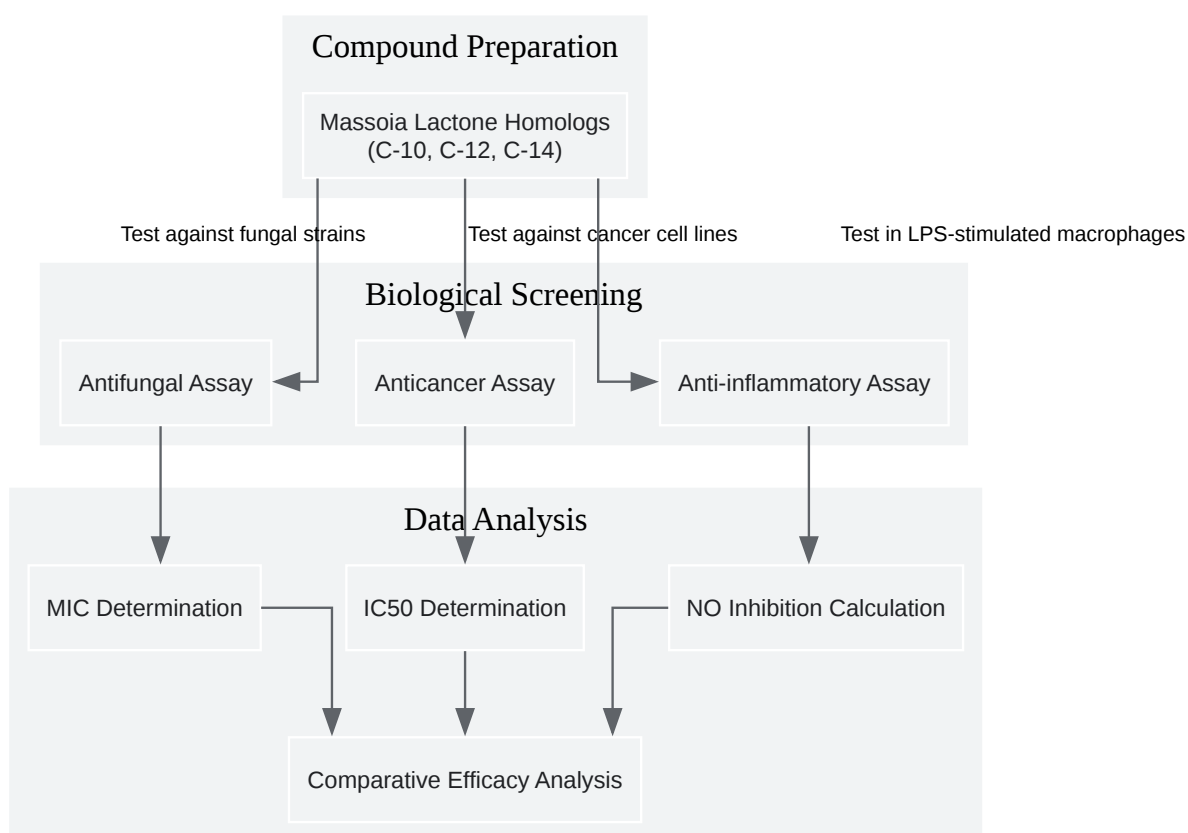 Compound Preparation
Massoia Lactone Homologs
(C-10, C-12, C-14)
Test against fungal strains
Test against cancer cell lines
Test in LPS-stimulated macrophages
Biological Screening
Antifungal Assay
Anticancer Assay
Anti-inflammatory Assay
Data Analysis
MIC Determination
IC50 Determination
NO Inhibition Calculation
Comparative Efficacy Analysis